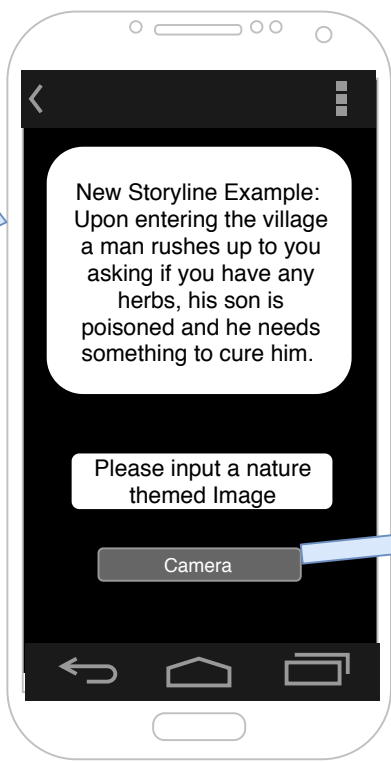 New Storyline Example:
Upon entering the village
a man rushes up to you
asking if you have any
herbs, his son is
poisoned and he needs
something to cure him.
Please input a nature
themed Image
Camera